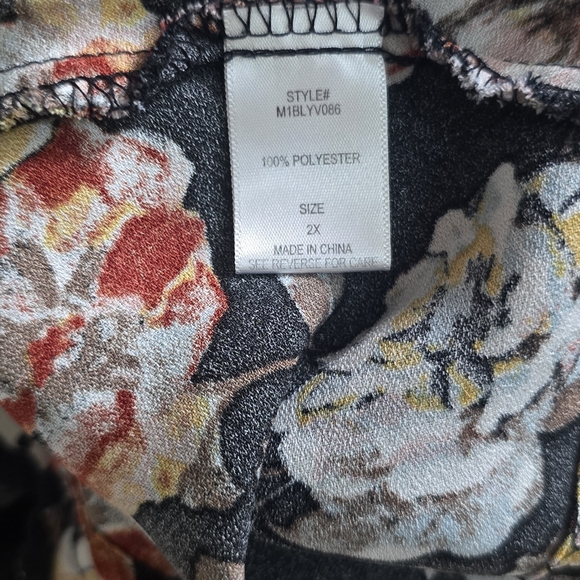 STYLE#
M1BLYV086
100% POLYESTER
SIZE
2X
MADE IN CHINA
SEE REVERSE FOR CARE